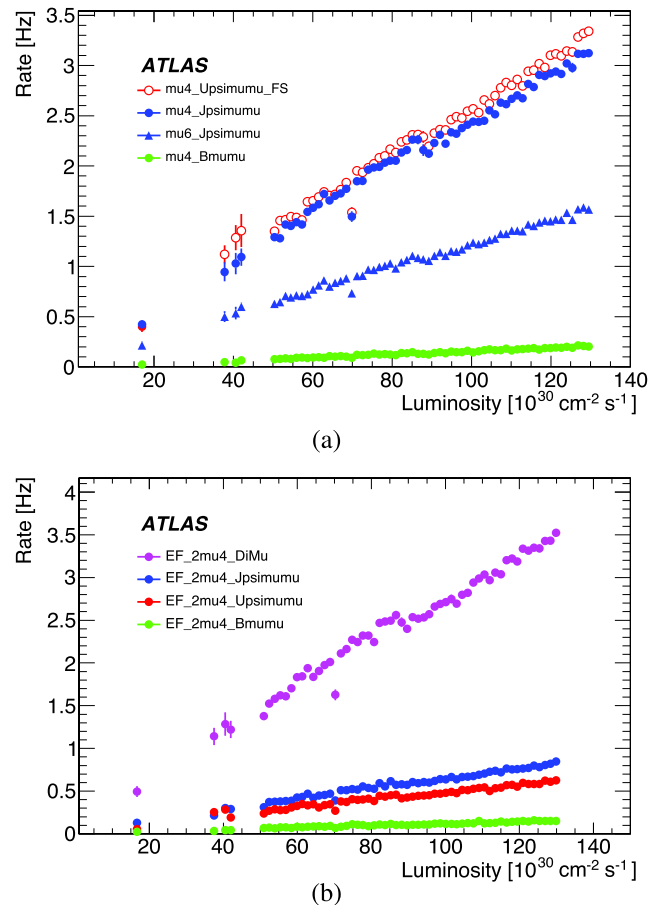 Rate [Hz]
3.5
3
2.5
2
1.5
1
0.5
0
ATLAS
mu4_Upsimumu_FS
mu4_Jpsimumu
mu6_Jpsimumu
mu4_Bmumu
20 40 60 80 100 120 140
Luminosity [10^30 cm^-2 s^-1]
(a)
Rate [Hz]
4
3.5
3
2.5
2
1.5
1
0.5
0
ATLAS
EF_2mu4_DiMu
EF_2mu4_Jpsimumu
EF_2mu4_Upsimumu
EF_2mu4_Bmumu
20 40 60 80 100 120 140
Luminosity [10^30 cm^-2 s^-1]
(b)